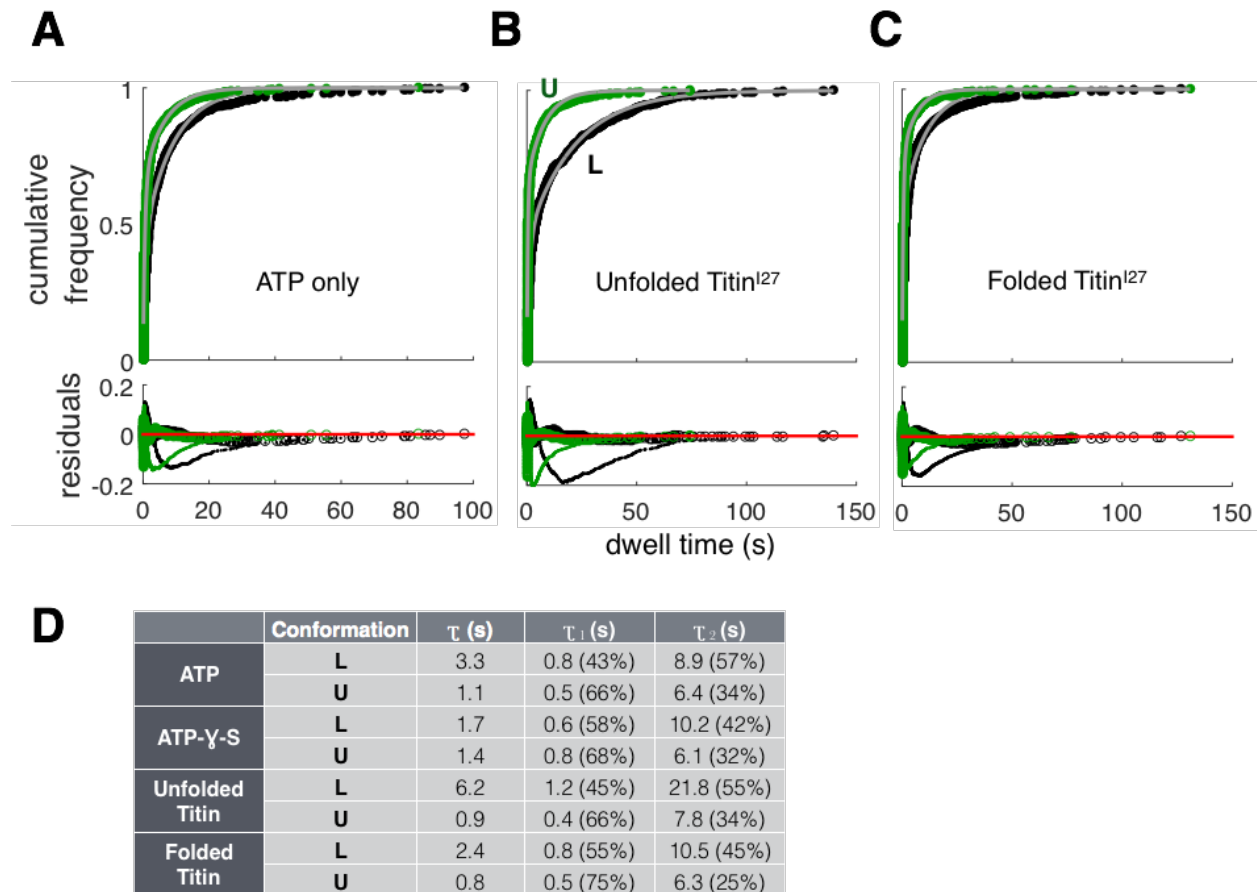 A
B
C
U
L
1
0.5
0
cumulative
frequency
ATP only
Unfolded Titin^I27
Folded Titin^I27
0.2
0
-0.2
residuals
0 20 40 60 80 100
0 50 100 150
0 50 100 150
dwell time (s)
D
Conformation τ (s) τ 1 (s) τ 2 (s)
ATP L 3.3 0.8 (43%) 8.9 (57%)
U 1.1 0.5 (66%) 6.4 (34%)
ATP-Ɣ-S L 1.7 0.6 (58%) 10.2 (42%)
U 1.4 0.8 (68%) 6.1 (32%)
Unfolded Titin L 6.2 1.2 (45%) 21.8 (55%)
U 0.9 0.4 (66%) 7.8 (34%)
Folded Titin L 2.4 0.8 (55%) 10.5 (45%)
U 0.8 0.5 (75%) 6.3 (25%)